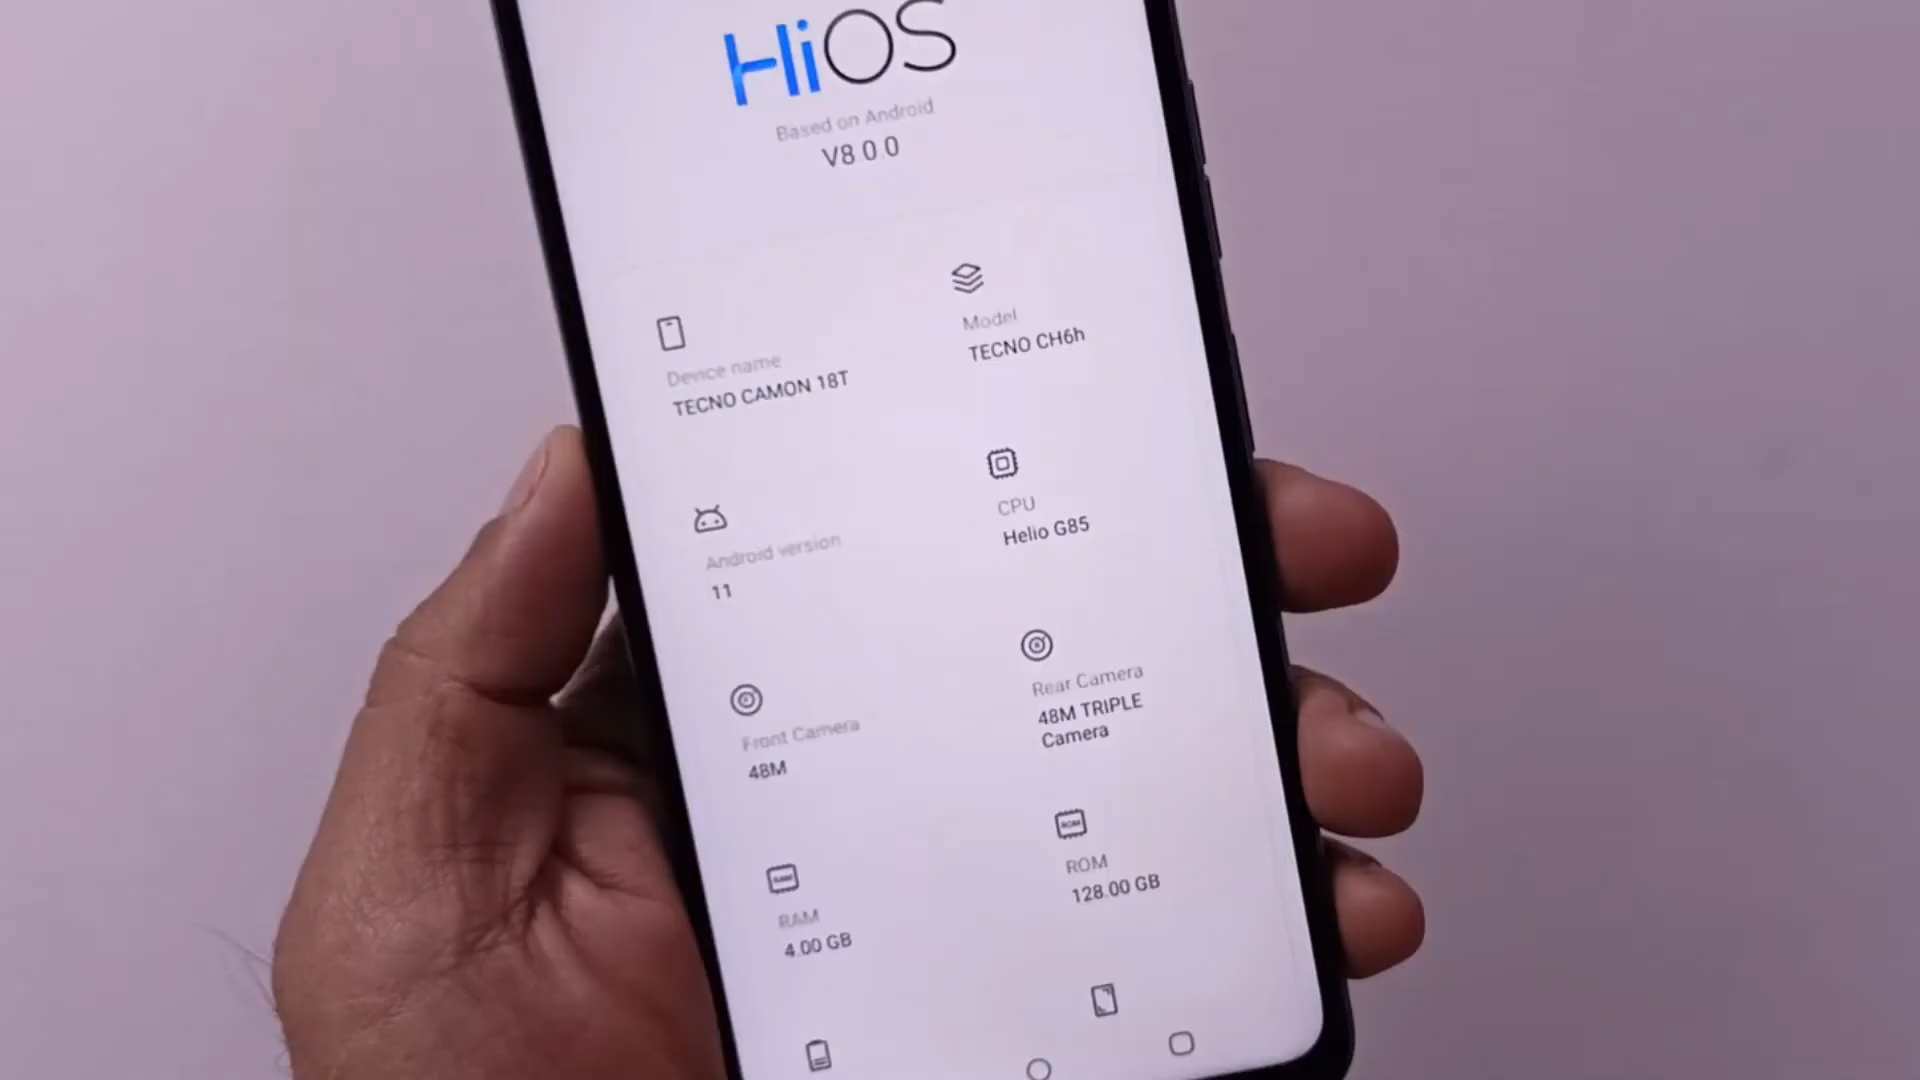 HiOS
Based on Android
V8 0.0
Device name
TECNO CAMON 18T
Model
TECNO CH6h
Android version
11
CPU
Helio G85
Front Camera
48M
Rear Camera
48M TRIPLE
Camera
RAM
4.00 GB
ROM
128.00 GB